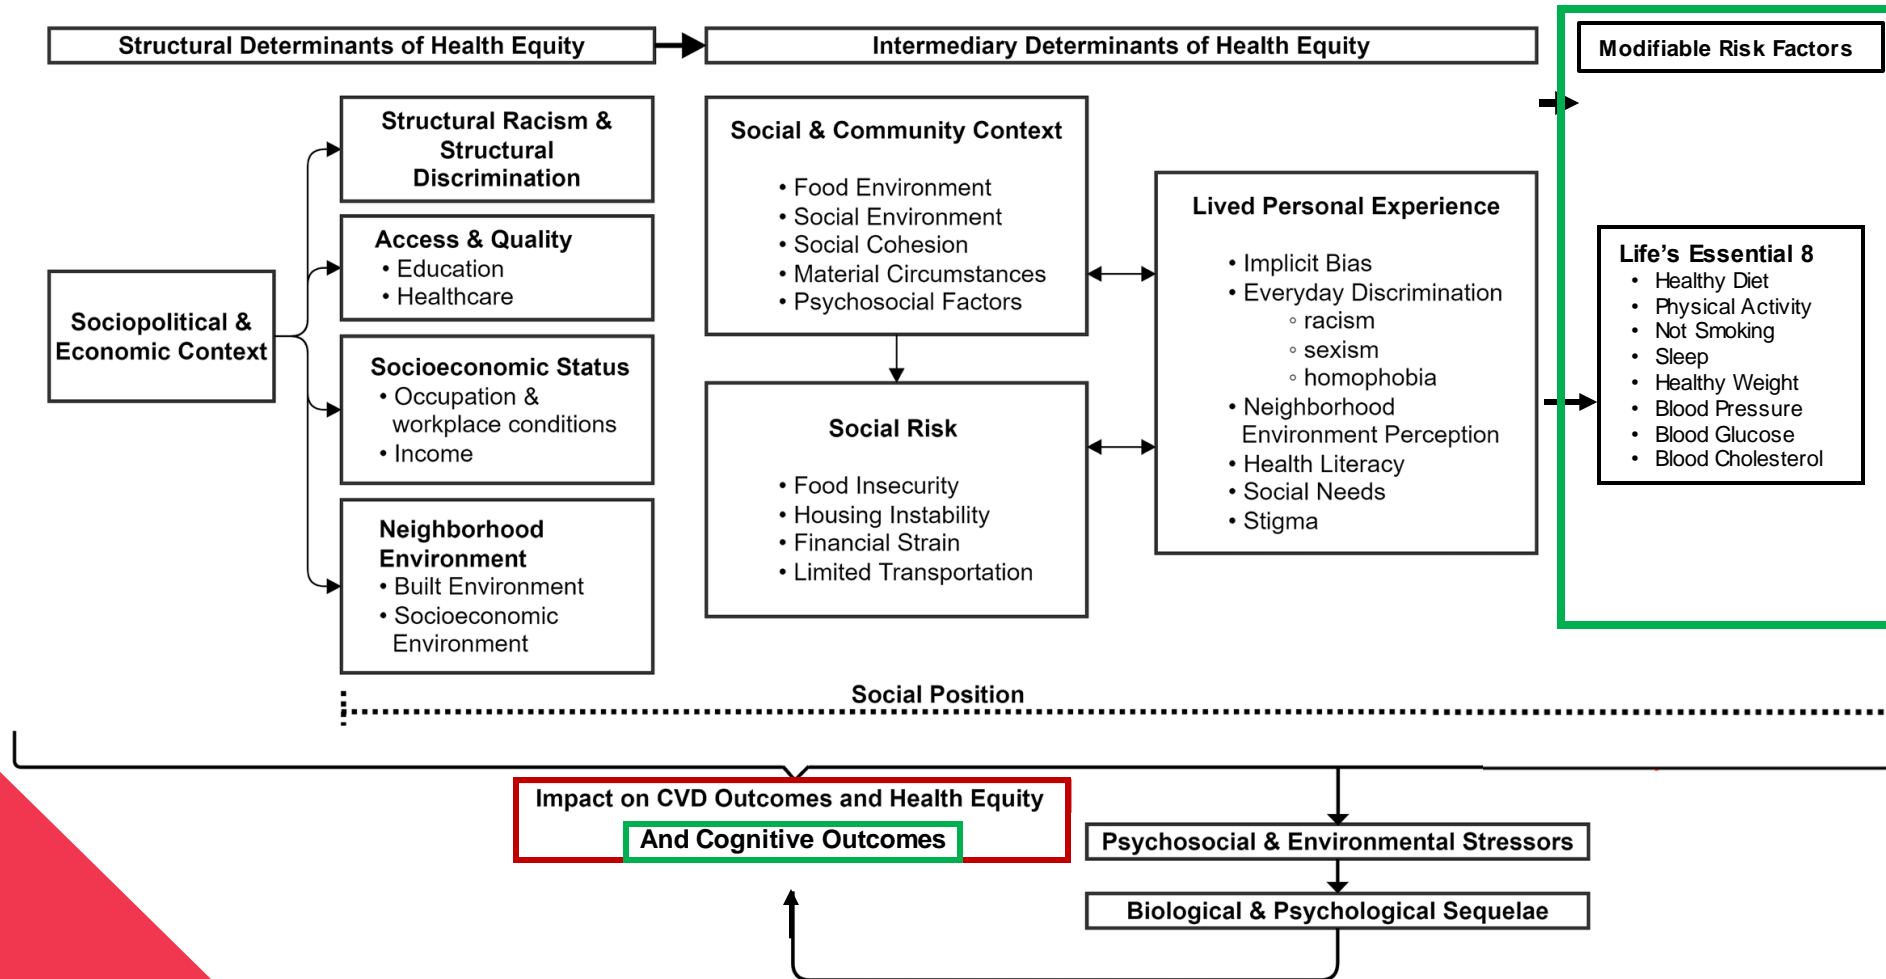 Structural Determinants of Health Equity
Intermediary Determinants of Health Equity
Modifiable Risk Factors
Sociopolitical &
Economic Context
Structural Racism &
Structural
Discrimination
Access & Quality
• Education
• Healthcare
Socioeconomic Status
• Occupation &
workplace conditions
• Income
Neighborhood
Environment
• Built Environment
• Socioeconomic
Environment
Social & Community Context
• Food Environment
• Social Environment
• Social Cohesion
• Material Circumstances
• Psychosocial Factors
Social Risk
• Food Insecurity
• Housing Instability
• Financial Strain
• Limited Transportation
Lived Personal Experience
• Implicit Bias
• Everyday Discrimination
◦ racism
◦ sexism
◦ homophobia
• Neighborhood
Environment Perception
• Health Literacy
• Social Needs
• Stigma
Life’s Essential 8
• Healthy Diet
• Physical Activity
• Not Smoking
• Sleep
• Healthy Weight
• Blood Pressure
• Blood Glucose
• Blood Cholesterol
Social Position
Impact on CVD Outcomes and Health Equity
And Cognitive Outcomes
Psychosocial & Environmental Stressors
Biological & Psychological Sequelae